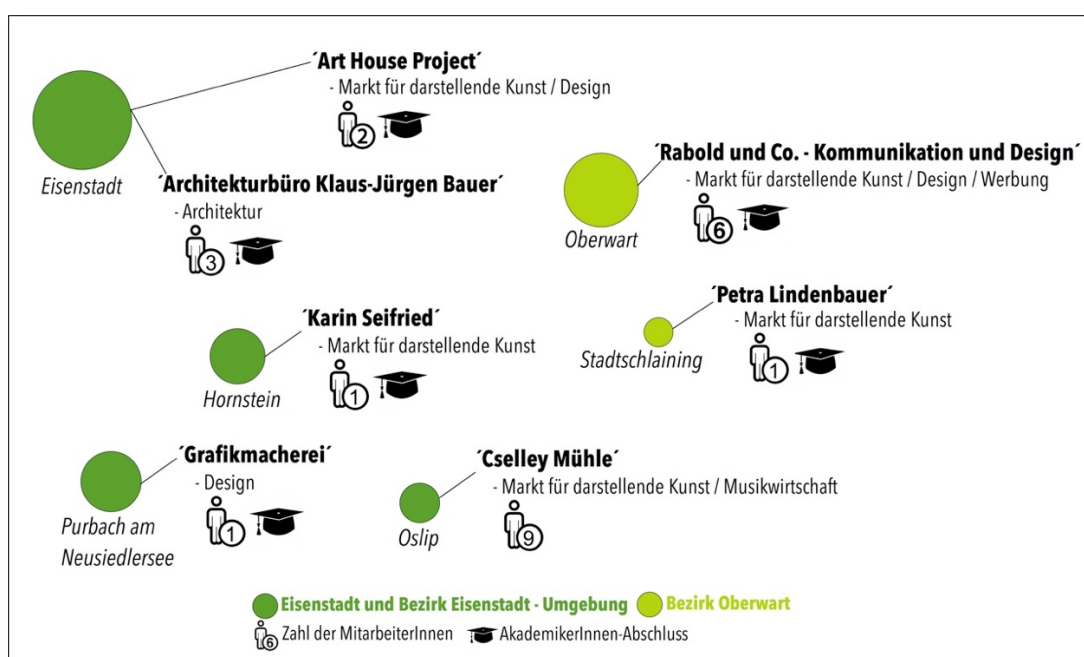 ´Art House Project´
- Markt für darstellende Kunst / Design
2
Eisenstadt
´Architekturbüro Klaus-Jürgen Bauer´
- Architektur
3
´Rabold und Co. - Kommunikation und Design´
- Markt für darstellende Kunst / Design / Werbung
6
Oberwart
´Karin Seifried´
- Markt für darstellende Kunst
1
Hornstein
´Petra Lindenbauer´
- Markt für darstellende Kunst
1
Stadtschlaining
´Grafikmacherei´
- Design
1
Purbach am
Neusiedlersee
´Cselley Mühle´
- Markt für darstellende Kunst / Musikwirtschaft
9
Oslip
Eisenstadt und Bezirk Eisenstadt - Umgebung
Bezirk Oberwart
6 Zahl der MitarbeiterInnen
AkademikerInnen-Abschluss